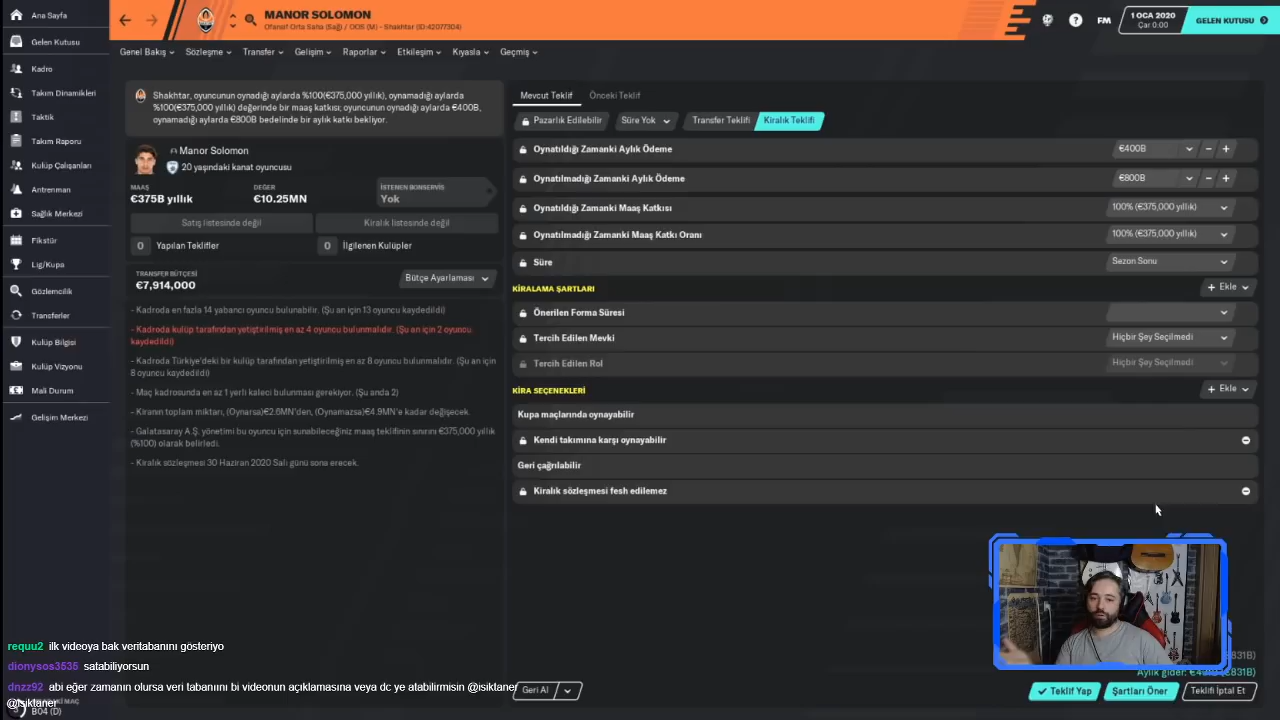 Ana Sayfa
Gelen Kutusu
Kadro
Takım Dinamikleri
Taktik
Takım Raporu
Kulüp Çalışanları
Antrenman
Sağlık Merkezi
Fikstür
Lig/Kupa
Gözlemcilik
Transferler
Kulüp Bilgisi
Kulüp Vizyonu
Mali Durum
Gelişim Merkezi
MANOR SOLOMON
Ofansif Orta Saha (Sağ) / OOS (M) - Shakhtar (ID:42077304)
FM
1 OCA 2020
Çar 0:00
GELEN KUTUSU
Genel Bakış Sözleşme Transfer Gelişim Raporlar Etkileşim Kıyasla Geçmiş
Shakhtar, oyuncunun oynadığı aylarda %100(€375,000 yıllık), oynamadığı aylarda
%100(€375,000 yıllık) değerinde bir maaş katkısı; oyuncunun oynadığı aylarda €400B,
oynamadığı aylarda €800B bedelinde bir aylık katkı bekliyor.
Manor Solomon
20 yaşındaki kanat oyuncusu
MAAŞ
€375B yıllık
DEĞER
€10.25MN
İSTENEN BONSERVİS
Yok
Satış listesinde değil
Kiralık listesinde değil
0 Yapılan Teklifler
0 İlgilenen Kulüpler
TRANSFER BÜTÇESİ
€7,914,000
Bütçe Ayarlaması
- Kadroda en fazla 14 yabancı oyuncu bulunabilir. (Şu an için 13 oyuncu kaydedildi)
- Kadroda kulüp tarafından yetiştirilmiş en az 4 oyuncu bulunmalıdır. (Şu an için 2 oyuncu
kaydedildi)
- Kadroda Türkiye'deki bir kulüp tarafından yetiştirilmiş en az 8 oyuncu bulunmalıdır. (Şu an için
8 oyuncu kaydedildi)
- Maç kadrosunda en az 1 yerli kaleci bulunması gerekiyor. (Şu anda 2)
- Kiranın toplam miktarı, (Oynarsa)€2.6MN'den, (Oynamazsa)€4.9MN'e kadar değişecek.
- Galatasaray A.Ş. yönetimi bu oyuncu için sunabileceğiniz maaş teklifinin sınırını €375,000 yıllık
(%100) olarak belirledi.
- Kiralık sözleşmesi 30 Haziran 2020 Salı günü sona erecek.
Mevcut Teklif Önceki Teklif
Pazarlık Edilebilir Süre Yok Transfer Teklifi Kiralık Teklifi
Oynatıldığı Zamanki Aylık Ödeme €400B
Oynatılmadığı Zamanki Aylık Ödeme €800B
Oynatıldığı Zamanki Maaş Katkısı 100% (€375,000 yıllık)
Oynatılmadığı Zamanki Maaş Katkı Oranı 100% (€375,000 yıllık)
Süre Sezon Sonu
KİRALAMA ŞARTLARI + Ekle
Önerilen Forma Süresi
Tercih Edilen Mevki Hiçbir Şey Seçilmedi
Tercih Edilen Rol Hiçbir Şey Seçilmedi
KİRA SEÇENEKLERİ + Ekle
Kupa maçlarında oynayabilir
Kendi takımına karşı oynayabilir
Geri çağrılabilir
Kiralık sözleşmesi fesh edilemez
Geri Al
Teklif Yap Şartları Öner Teklifi İptal Et
requu2 ilk videoya bak veritabanını gösteriyo
dionysos3535 satabiliyorsun
dnzz92 abi eğer zamanın olursa veri tabanıni bi videonun açıklamasına veya dc ye atabilirmisin @isiktaner
@isiktaner
B04 (D)